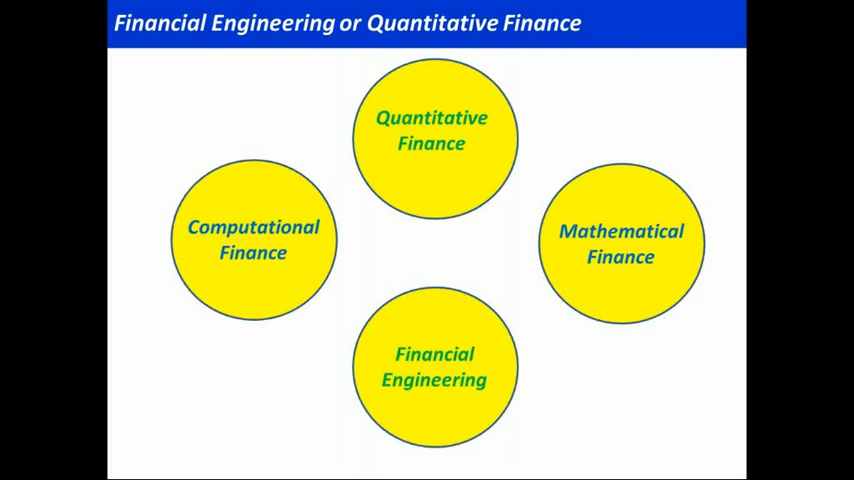 Financial Engineering or Quantitative Finance
Quantitative
Finance
Computational
Finance
Mathematical
Finance
Financial
Engineering